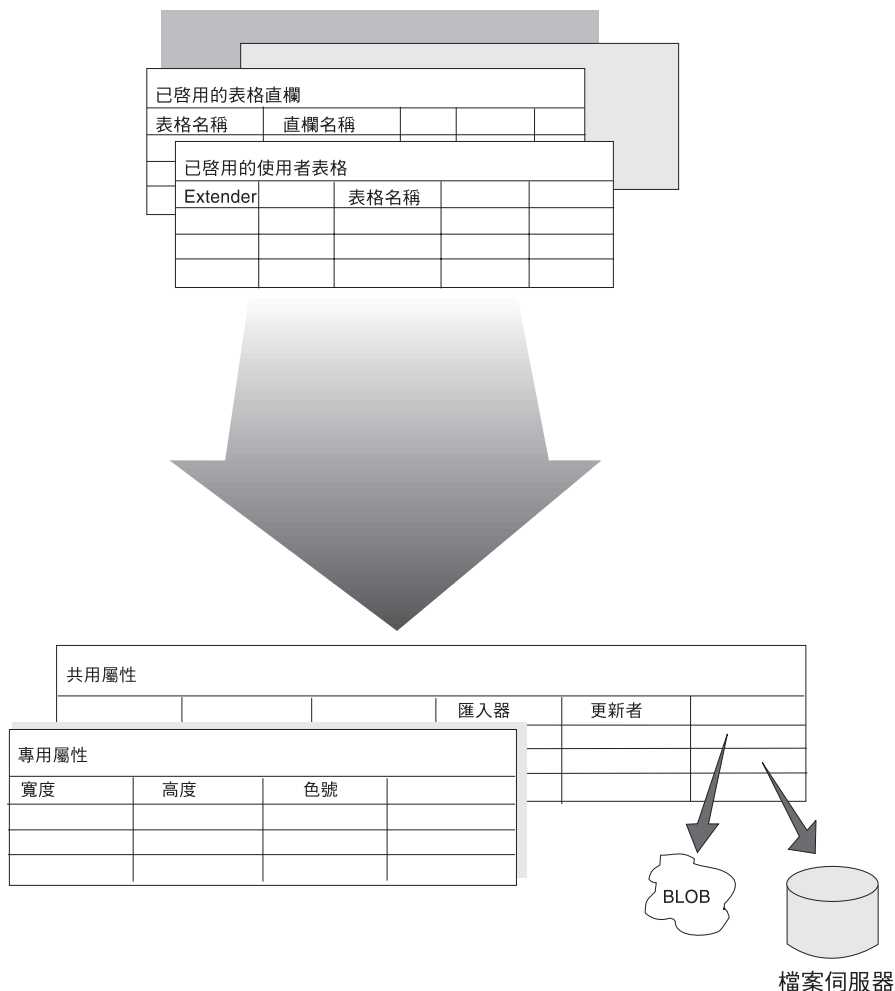 已啓用的表格直欄
表格名稱 直欄名稱
已啓用的使用者表格
Extender 表格名稱
共用屬性
匯入器 更新者
專用屬性
寬度 高度 色號
BLOB
檔案伺服器